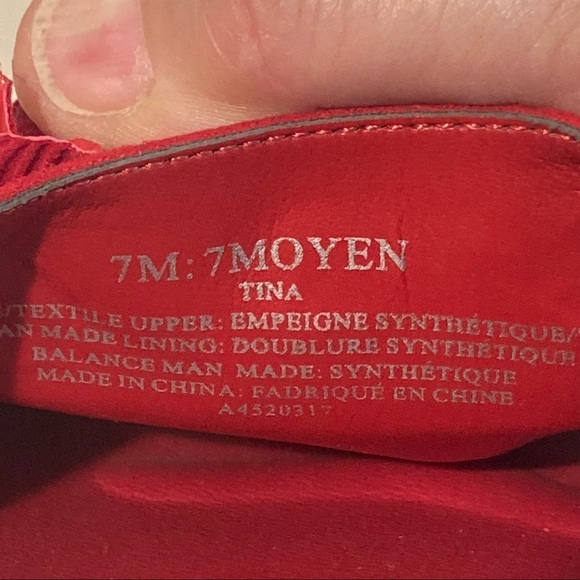 7M: 7MOYEN
TINA
/TEXTILE UPPER: EMPEIGNE SYNTHÉTIQUE/
AN MADE LINING: DOUBLURE SYNTHÉTIQUE
BALANCE MAN MADE: SYNTHÉTIQUE
MADE IN CHINA: FADRIQUÉ EN CHINE
A4520317